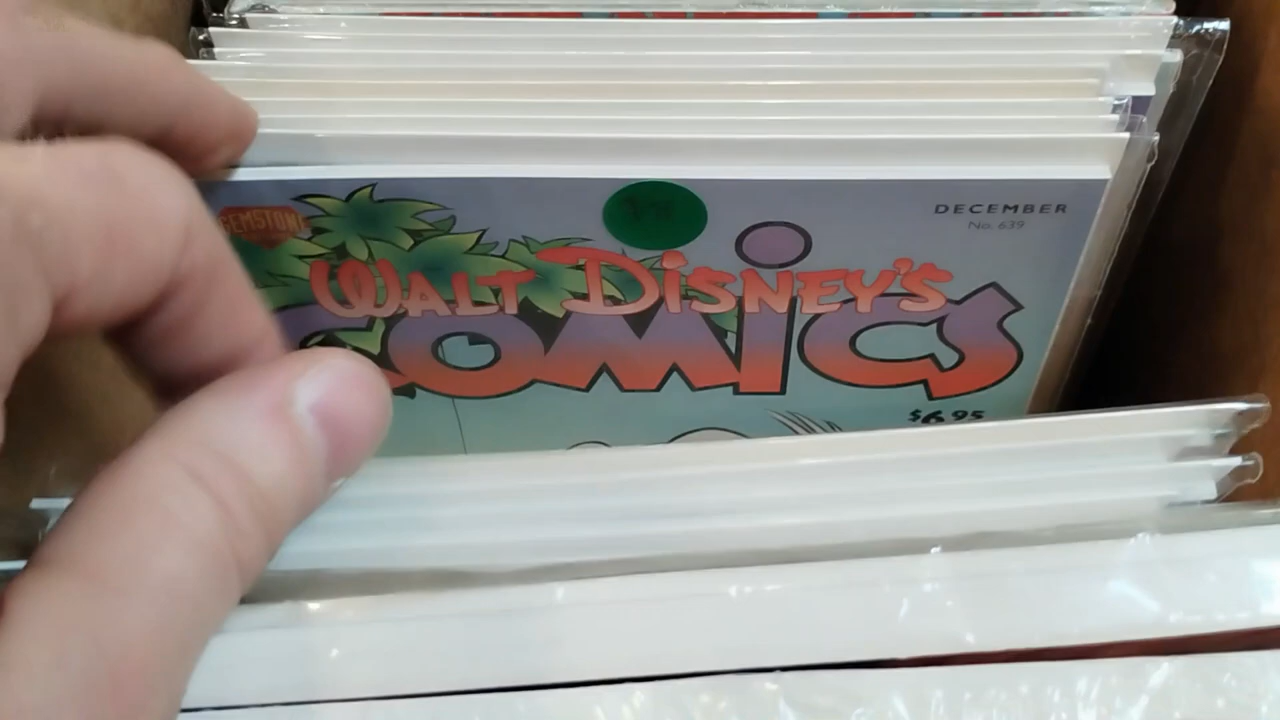 GEMSTONE
DECEMBER
No. 639
WALT DISNEY'S
COMICS
$6.95